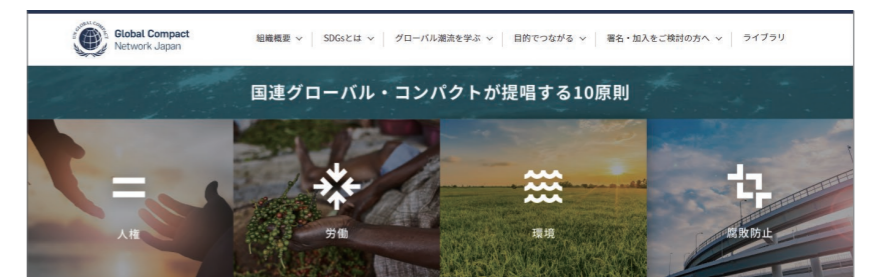 Global Compact
Network Japan
組織概要
SDGsとは
グローバル潮流を学ぶ
目的でつながる
署名・加入をご検討の方へ
ライブラリ
国連グローバル・コンパクトが提唱する10原則
人権
労働
環境
腐敗防止